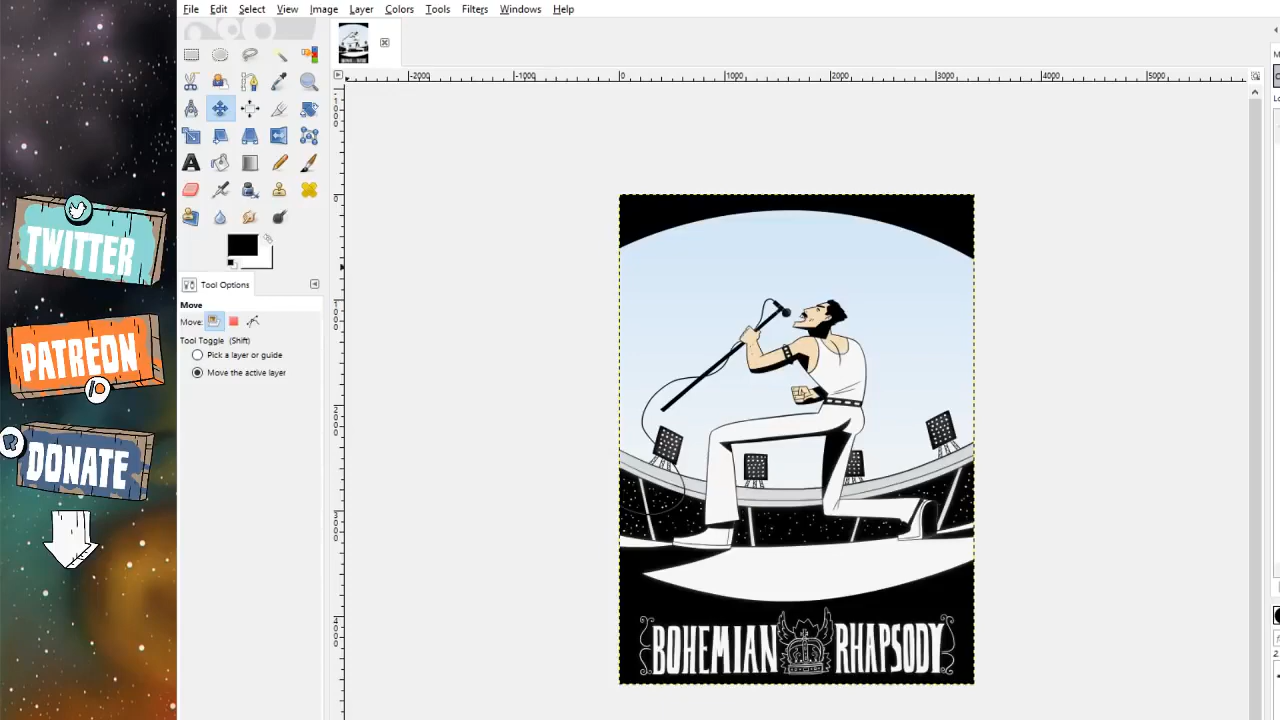 File Edit Select View Image Layer Colors Tools Filters Windows Help
-2000 -1000 0 1000 2000 3000 4000 5000
TWITTER
PATREON
DONATE
Tool Options
Move
Move:
Tool Toggle (Shift)
Pick a layer or guide
Move the active layer
BOHEMIAN RHAPSODY